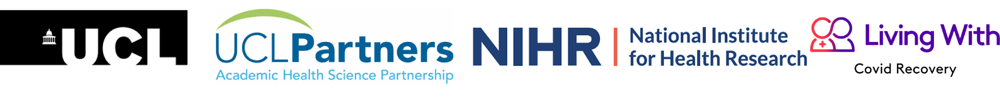 UCL
UCLPartners
Academic Health Science Partnership
NIHR
National Institute
for Health Research
Living With
Covid Recovery